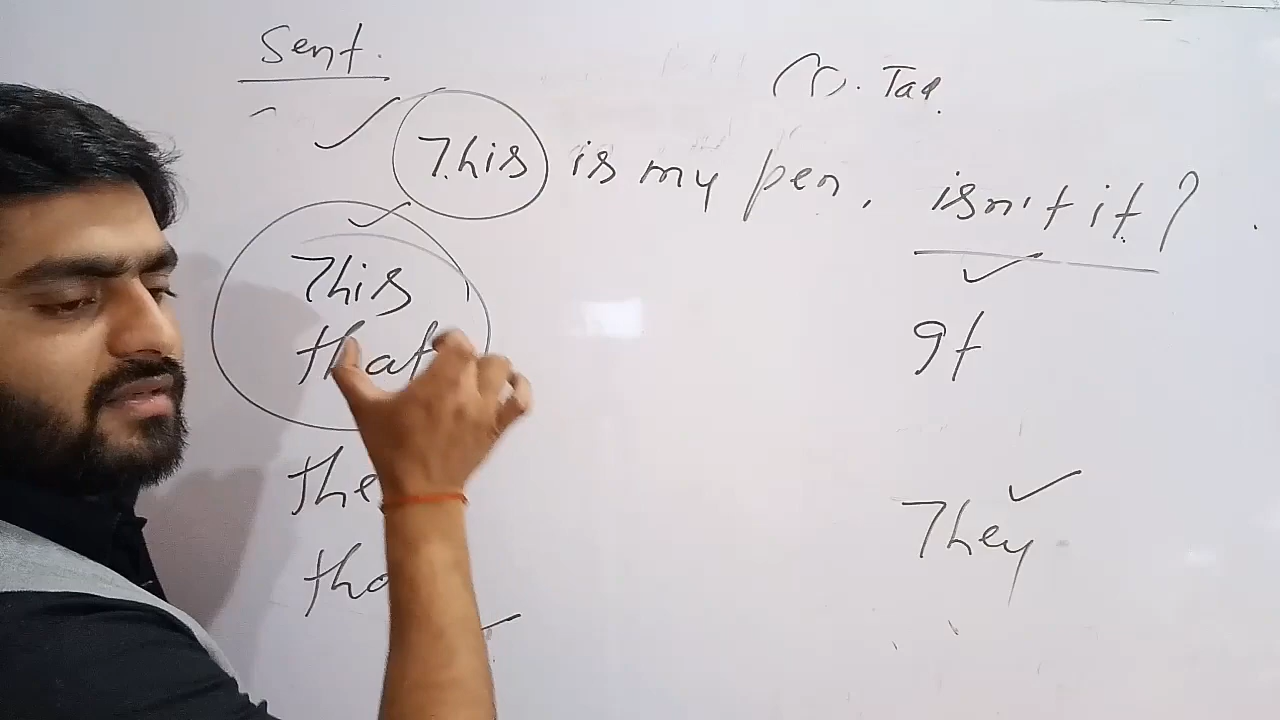 Sent.
Q. Tag.
This is my pen, isn't it?
This
that
It
the
They
tho